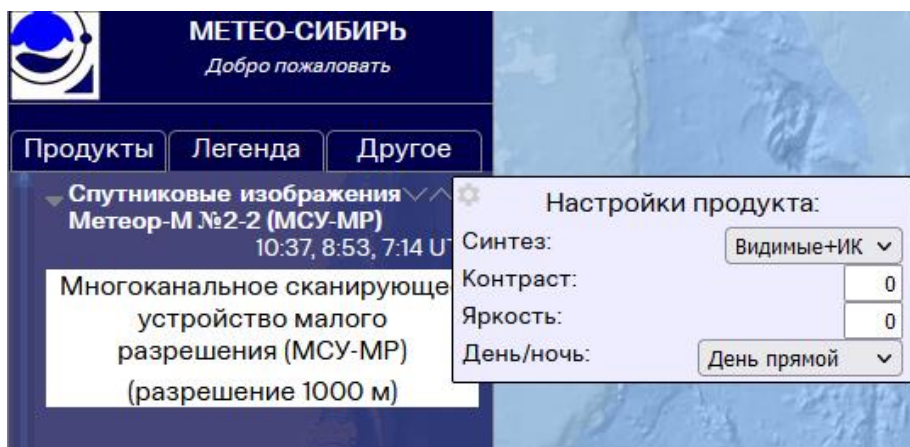 МЕТЕО-СИБИРЬ
Добро пожаловать
Продукты
Легенда
Другое
Спутниковые изображения
Метеор-М №2-2 (МСУ-МР)
10:37, 8:53, 7:14
Многоканальное
устройство малого
разрешения (МСУ-МР)
(разрешение 1000 м)
Настройки продукта:
Синтез: Видимые+ИК
Контраст: 0
Яркость: 0
День/ночь: День прямой